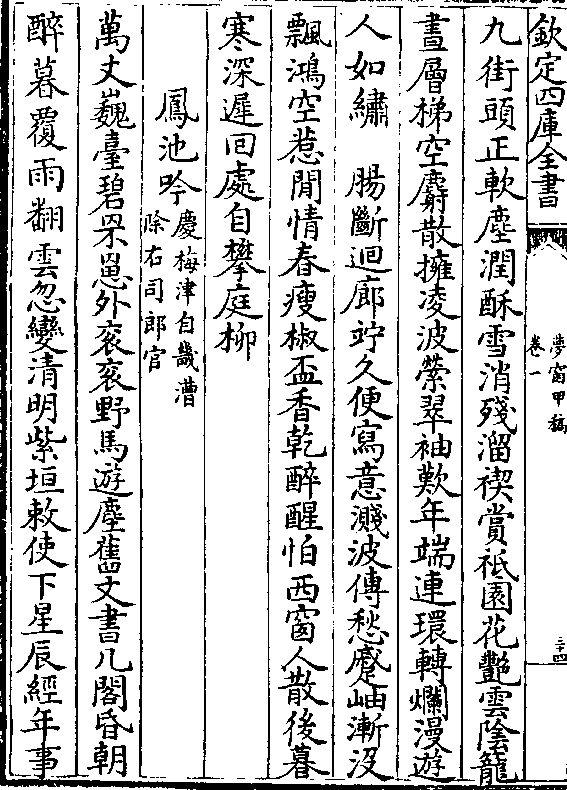 欽定四庫全書
夢窗甲稿
卷一
三四
九街頭正軟塵潤酥雪消殘溜禊賞祗園花艷雲陰籠
晝層梯空麝散擁凌波縈翠袖歎年端連環轉爛漫游
人如繡　腸斷迴廊竚久便寫意濺波傳愁蹙岫漸没
飄鴻空惹閒情春瘦椒盃香乾醉醒怕西窗人散後暮
寒深遲回處自攀庭柳
鳳池吟
慶梅津自畿漕
除右司郎官
萬丈巍臺碧罘罳外衮衮野馬遊塵舊文書几閣昏朝
醉暮覆雨翻雲忽變清明紫垣敕使下星辰經年事